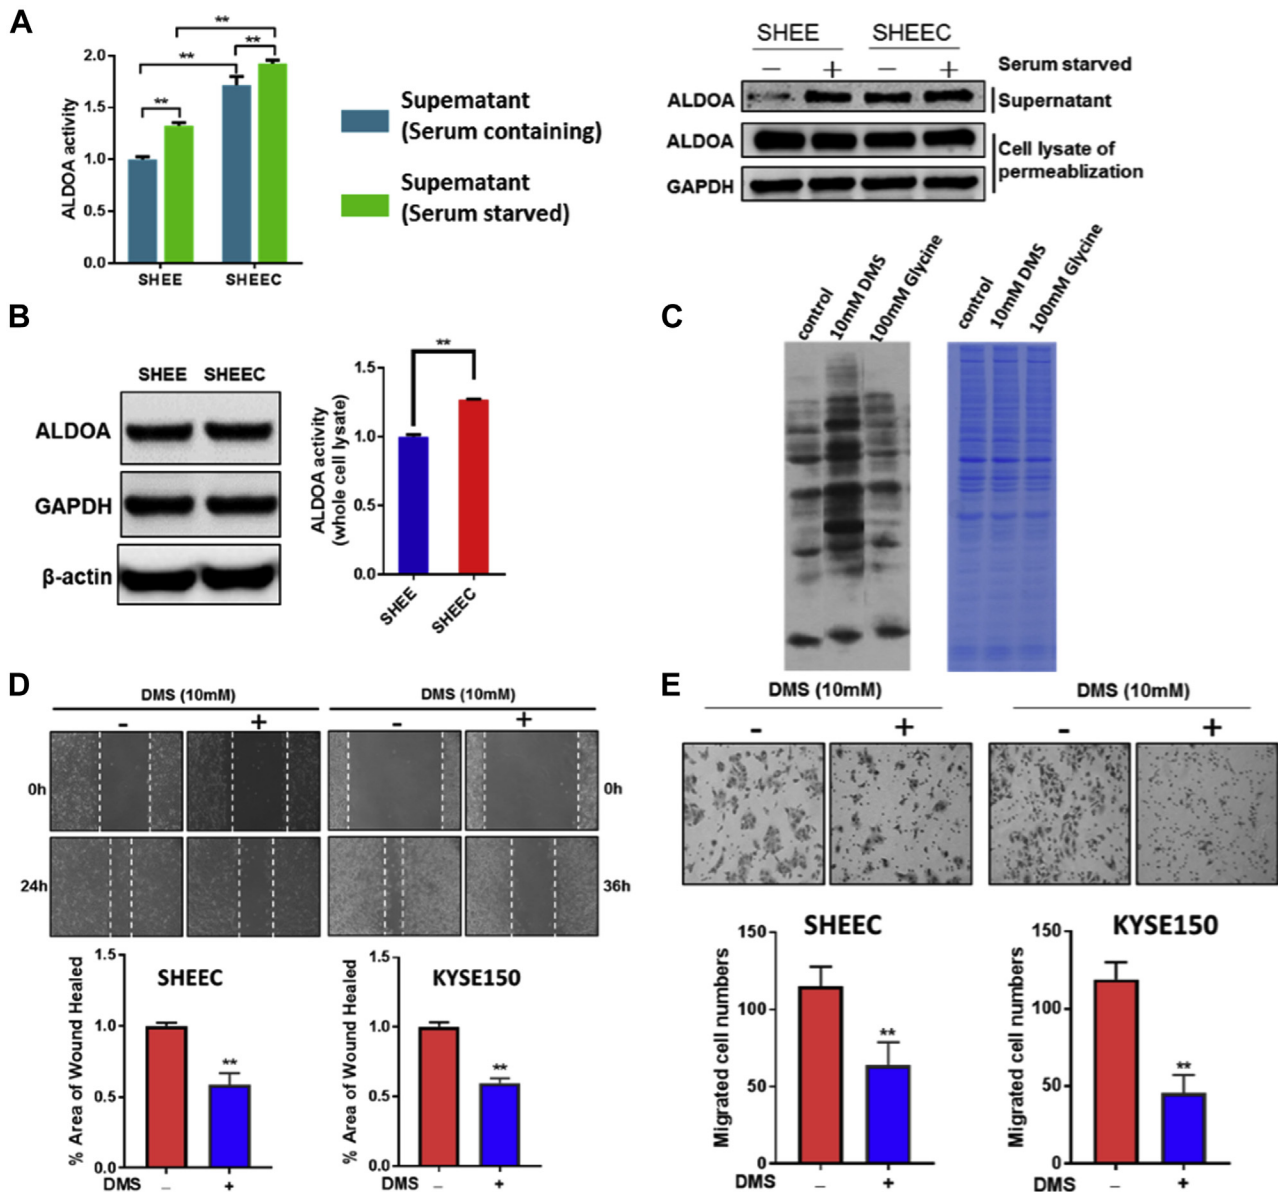 A
** 
**
**
**
2.0
1.5
1.0
0.5
0.0
ALDOA activity
SHEE SHEEC
Supematant
(Serum containing)
Supematant
(Serum starved)
SHEE SHEEC
– + – + Serum starved
ALDOA Supernatant
ALDOA Cell lysate of
GAPDH permeablization
B
SHEE SHEEC
ALDOA
GAPDH
β-actin
**
1.5
1.0
0.5
0.0
ALDOA activity
(whole cell lysate)
SHEE SHEEC
C
control 10mM DMS 100mM Glycine
control 10mM DMS 100mM Glycine
D
DMS (10mM) DMS (10mM)
- + - +
0h 0h
24h 36h
SHEEC
1.5
1.0
0.5
0.0
% Area of Wound Healed
**
DMS – +
KYSE150
1.5
1.0
0.5
0.0
% Area of Wound Healed
**
– +
E
DMS (10mM) DMS (10mM)
- + - +
SHEEC
150
100
50
0
Migrated cell numbers
**
DMS – +
KYSE150
150
100
50
0
Migrated cell numbers
**
DMS – +